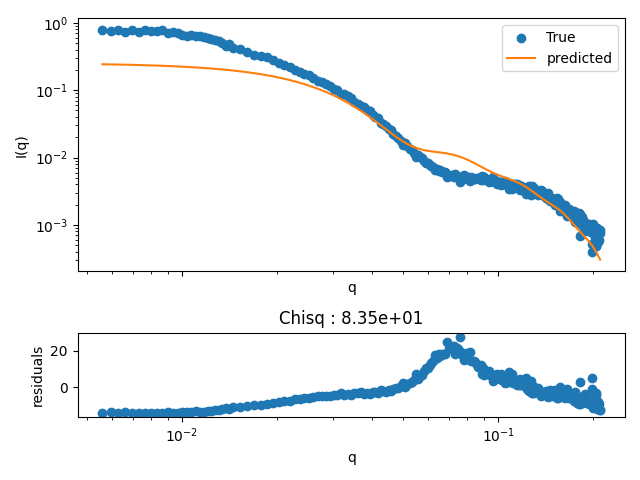 10⁰
10⁻¹
10⁻²
10⁻³
I(q)
True
predicted
q
Chisq : 8.35e+01
20
0
residuals
10⁻²
10⁻¹
q